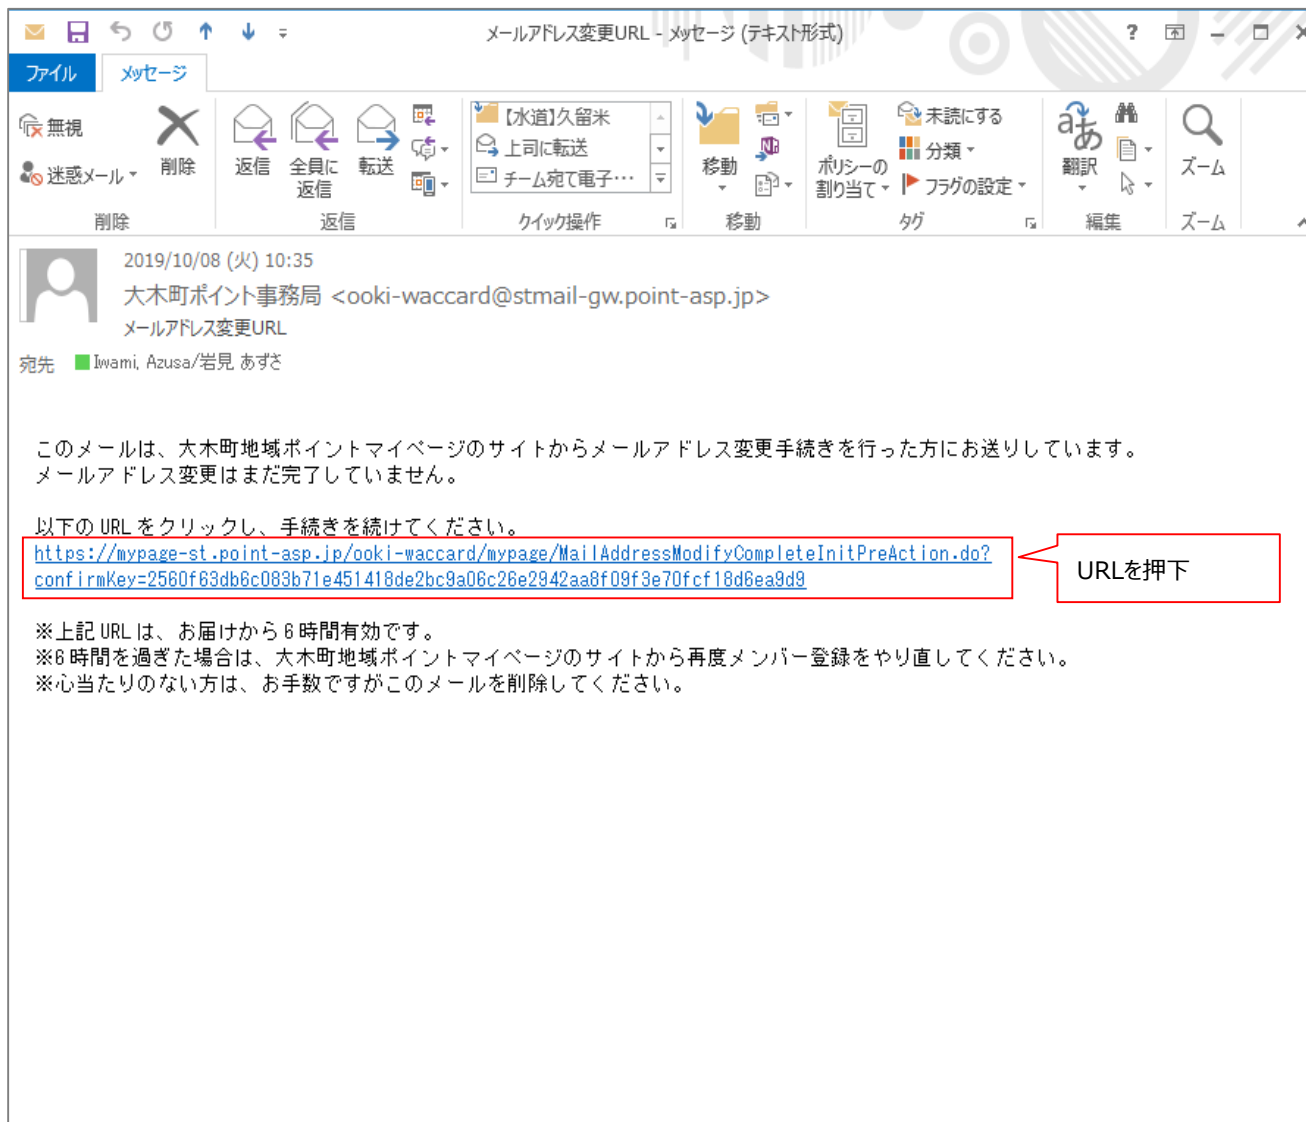 メールアドレス変更URL - メッセージ (テキスト形式)
ファイル メッセージ
無視
迷惑メール
削除
返信
全員に
返信
転送
【水道】久留米
上司に転送
チーム宛て電子…
移動
ポリシーの
割り当て
未読にする
分類
フラグの設定
翻訳
ズーム
削除 返信 クイック操作 移動 タグ 編集 ズーム
2019/10/08 (火) 10:35
大木町ポイント事務局 <ooki-waccard@stmail-gw.point-asp.jp>
メールアドレス変更URL
宛先 Iwami, Azusa/岩見 あずさ
このメールは、大木町地域ポイントマイページのサイトからメールアドレス変更手続きを行った方にお送りしています。
メールアドレス変更はまだ完了していません。
以下の URL をクリックし、手続きを続けてください。
https://mypage-st.point-asp.jp/ooki-waccard/mypage/MailAddressModifyCompleteInitPreAction.do?
confirmKey=2560f63db6c083b71e451418de2bc9a06c26e2942aa8f09f3e70fcf18d6ea9d9
URLを押下
※上記 URL は、お届けから 6 時間有効です。
※6 時間を過ぎた場合は、大木町地域ポイントマイページのサイトから再度メンバー登録をやり直してください。
※心当たりのない方は、お手数ですがこのメールを削除してください。